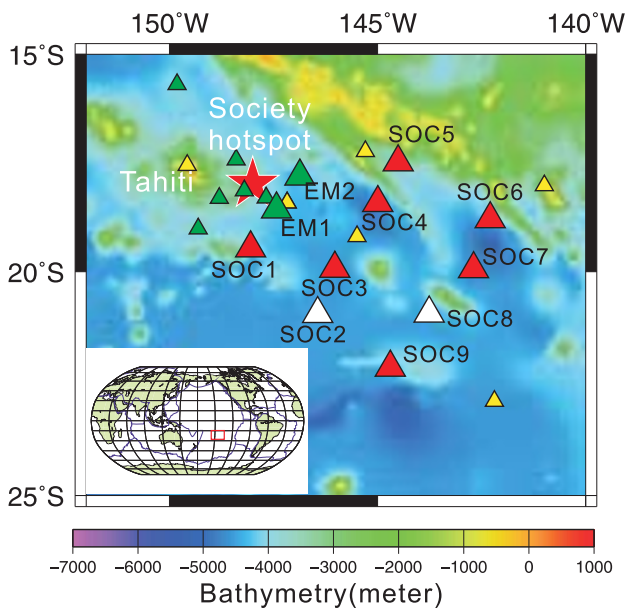 150°W 145°W 140°W
15°S
Society
hotspot
SOC5
Tahiti
EM2
SOC6
SOC4
EM1
SOC1
SOC7
20°S
SOC3
SOC2
SOC8
SOC9
25°S
−7000 −6000 −5000 −4000 −3000 −2000 −1000 0 1000
Bathymetry(meter)